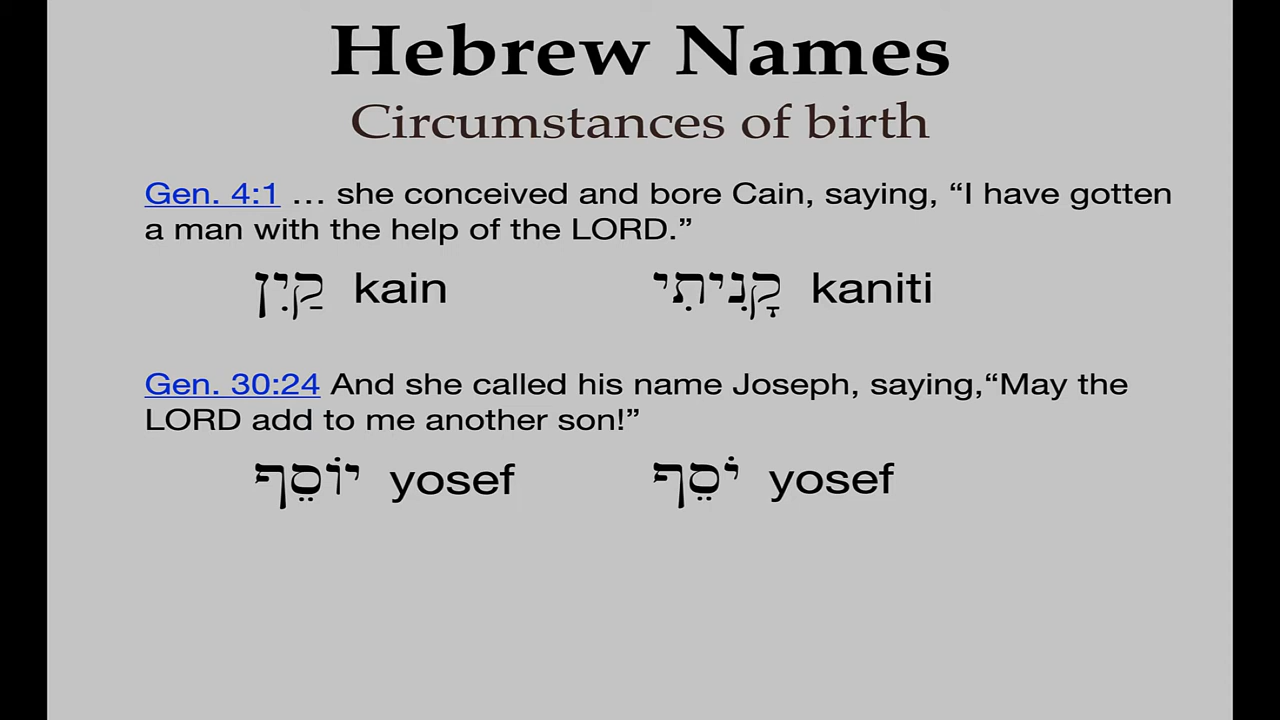 Hebrew Names
Circumstances of birth
Gen. 4:1 … she conceived and bore Cain, saying, “I have gotten
a man with the help of the LORD.”
קַיִן kain קָנִיתִי kaniti
Gen. 30:24 And she called his name Joseph, saying,“May the
LORD add to me another son!”
יוֹסֵף yosef יֹסֵף yosef